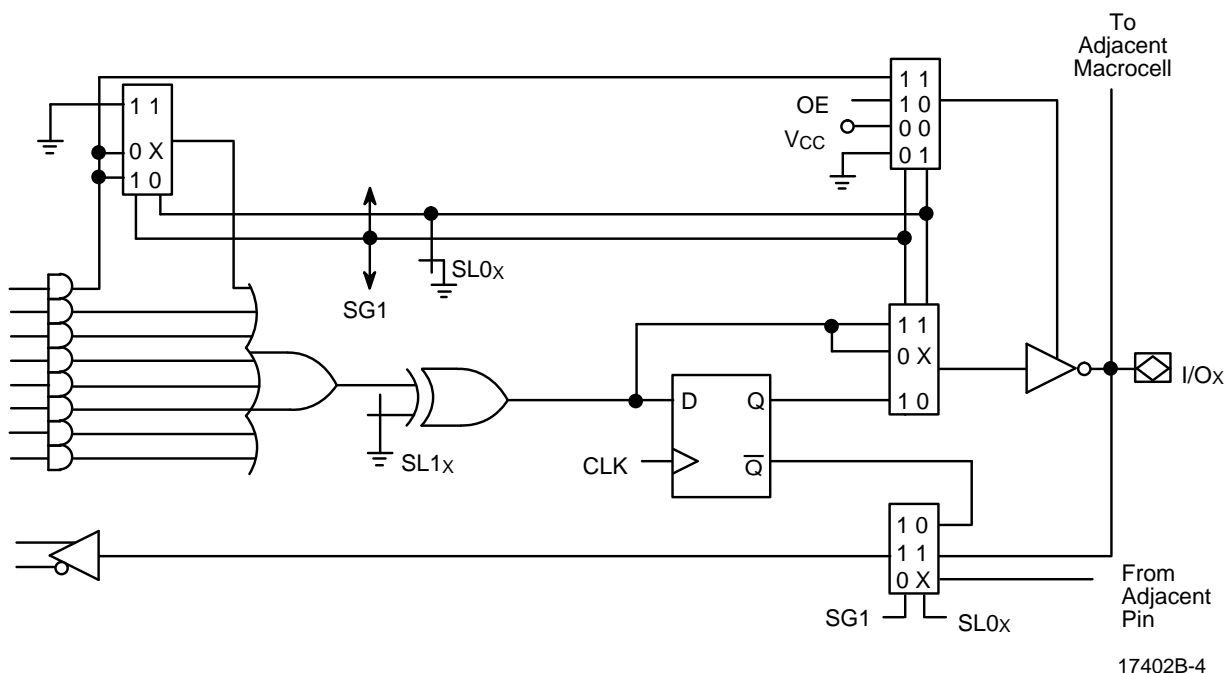 To
Adjacent
Macrocell
1 1
0 X
1 0
OE
VCC
1 1
1 0
0 0
0 1
SG1
SL0X
1 1
0 X
1 0
I/OX
D Q
CLK
Q̅
SL1X
1 0
1 1
0 X
SG1
SL0X
From
Adjacent
Pin
17402B-4